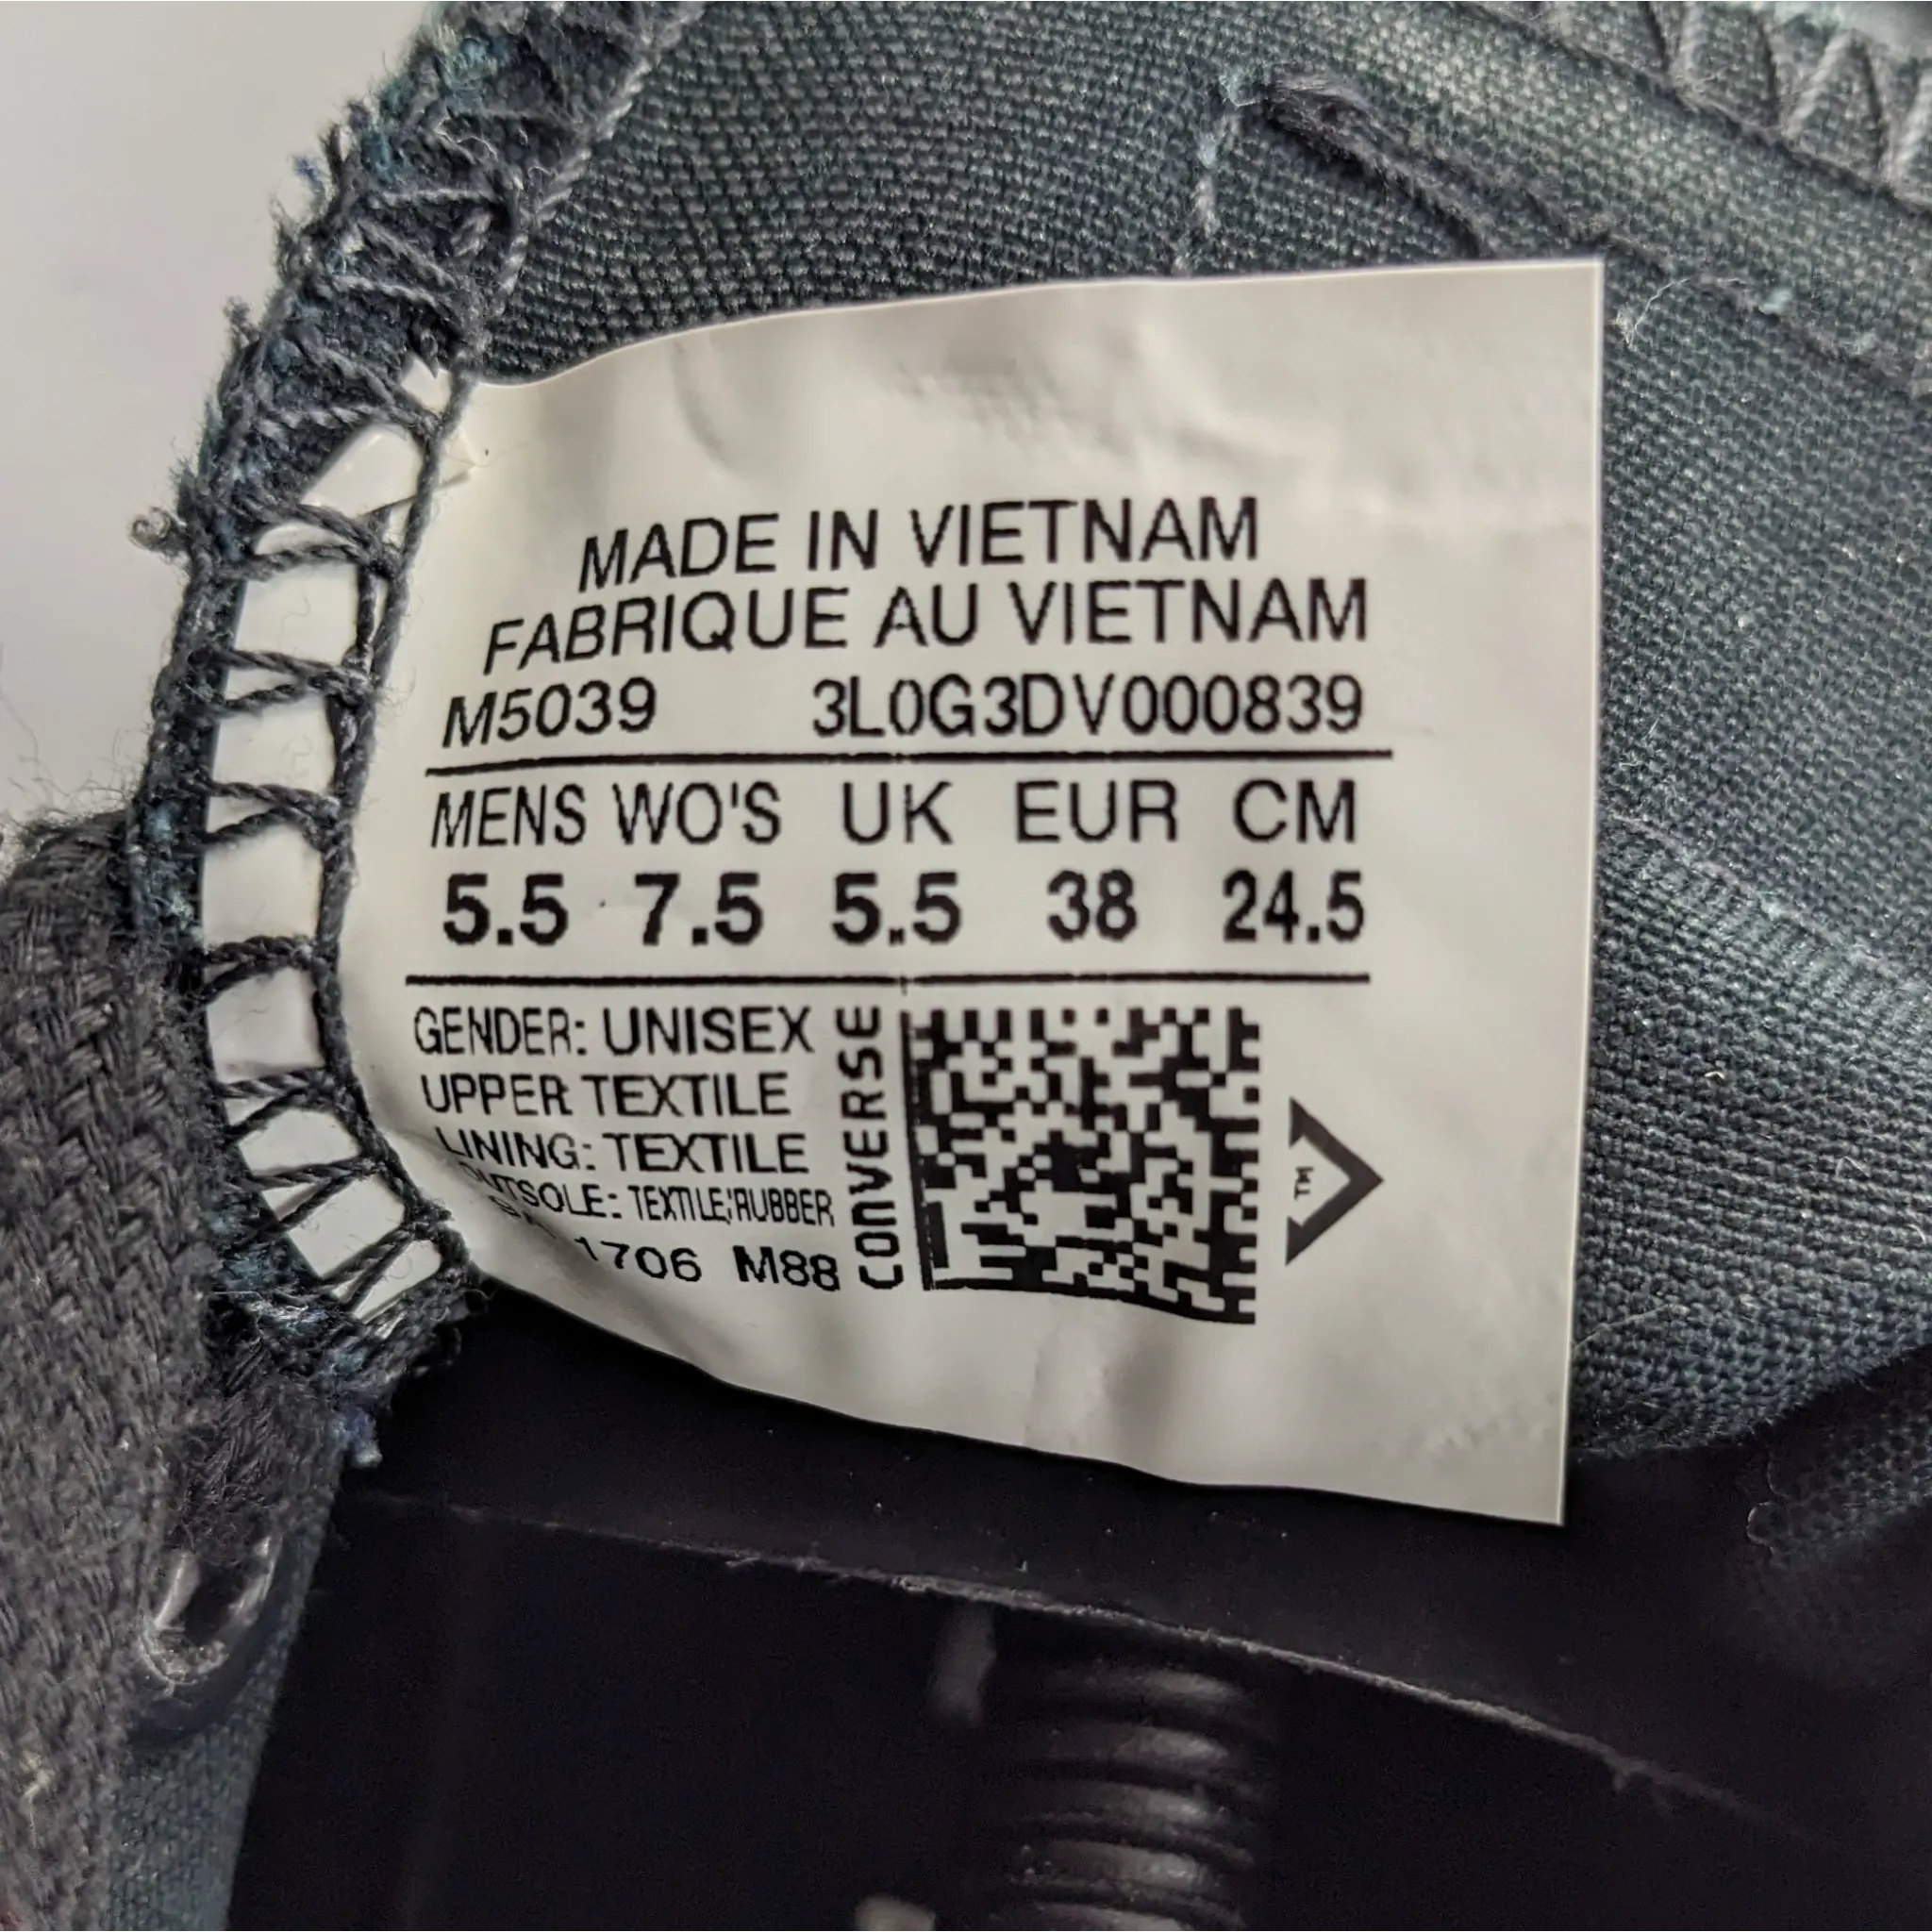 MADE IN VIETNAM
FABRIQUE AU VIETNAM
M5039 3L0G3DV000839
MENS WO'S UK EUR CM
5.5 7.5 5.5 38 24.5
GENDER: UNISEX
UPPER: TEXTILE
LINING: TEXTILE
OUTSOLE: TEXTILE/RUBBER
1706 M88
CONVERSE
TM